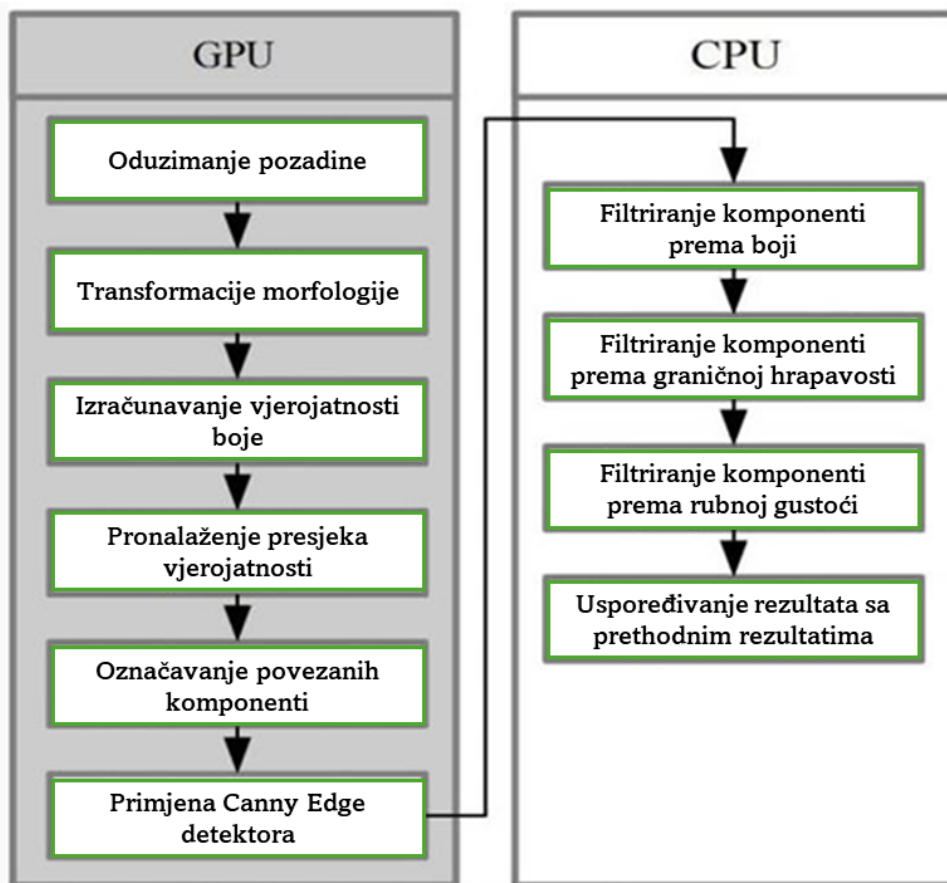 GPU
Oduzimanje pozadine
Transformacije morfologije
Izračunavanje vjerojatnosti
boje
Pronalaženje presjeka
vjerojatnosti
Označavanje povezanih
komponenti
Primjena Canny Edge
detektora
CPU
Filtriranje komponenti
prema boji
Filtriranje komponenti
prema graničnoj hrapavosti
Filtriranje komponenti
prema rubnoj gustoći
Uspoređivanje rezultata sa
prethodnim rezultatima